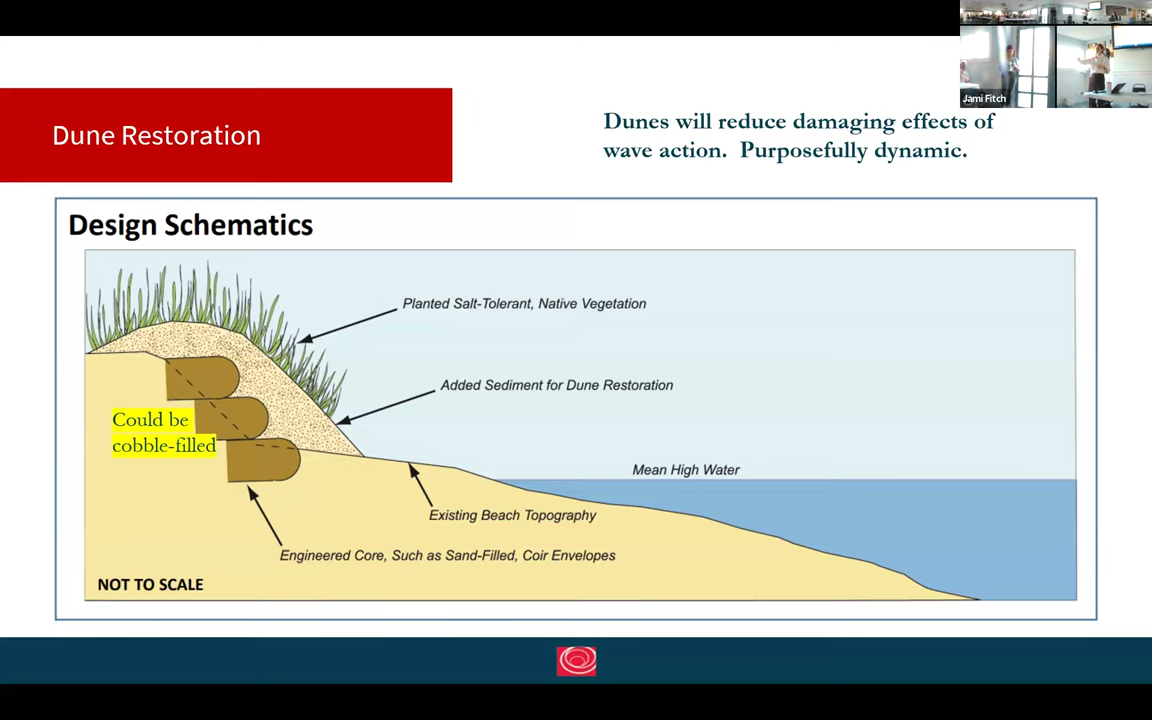 Jami Fitch
Dune Restoration
Dunes will reduce damaging effects of
wave action. Purposefully dynamic.
Design Schematics
Planted Salt-Tolerant, Native Vegetation
Added Sediment for Dune Restoration
Could be
cobble-filled
Mean High Water
Existing Beach Topography
Engineered Core, Such as Sand-Filled, Coir Envelopes
NOT TO SCALE